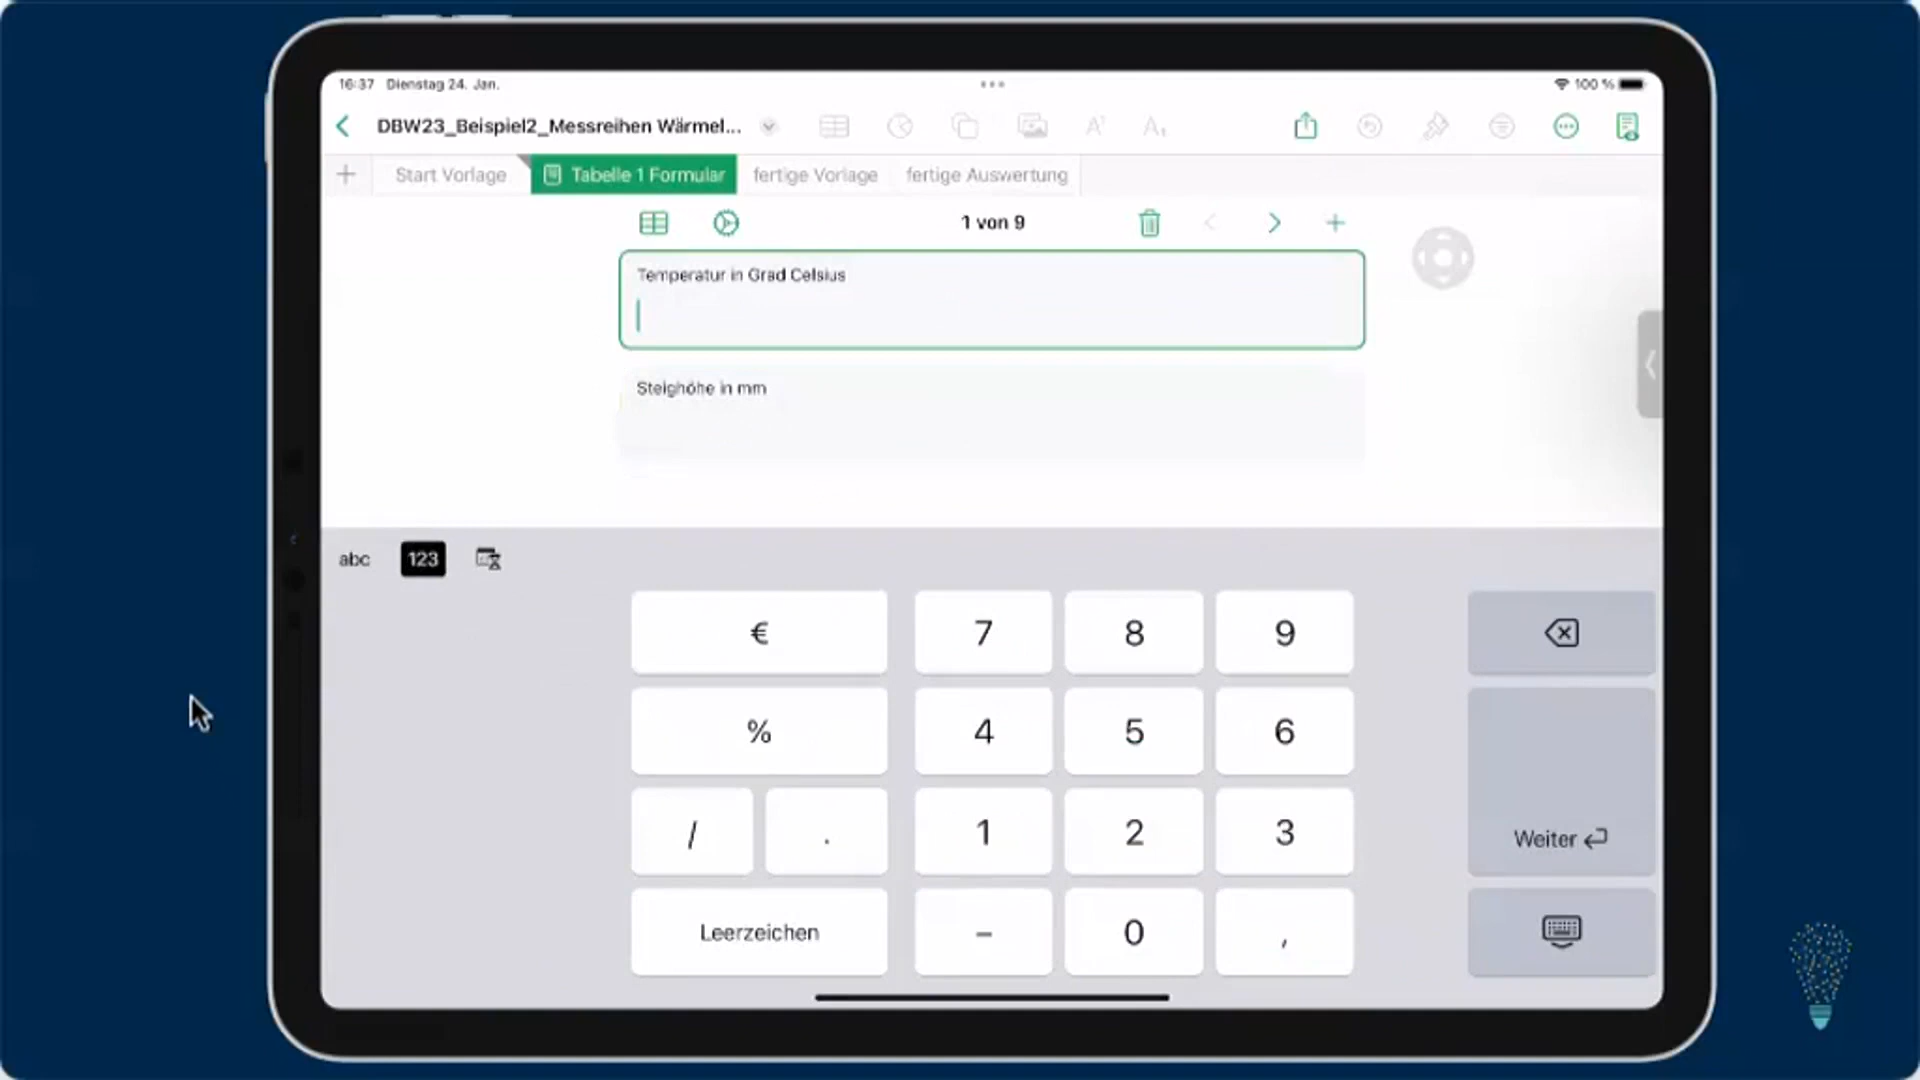 16:37 Dienstag 24. Jan.
100 %
DBW23_Beispiel2_Messreihen Wärmel...
Start Vorlage
Tabelle 1 Formular
fertige Vorlage
fertige Auswertung
1 von 9
Temperatur in Grad Celsius
Steighöhe in mm
abc
123
€ 7 8 9
% 4 5 6
/ . 1 2 3
Weiter
Leerzeichen – 0 ,